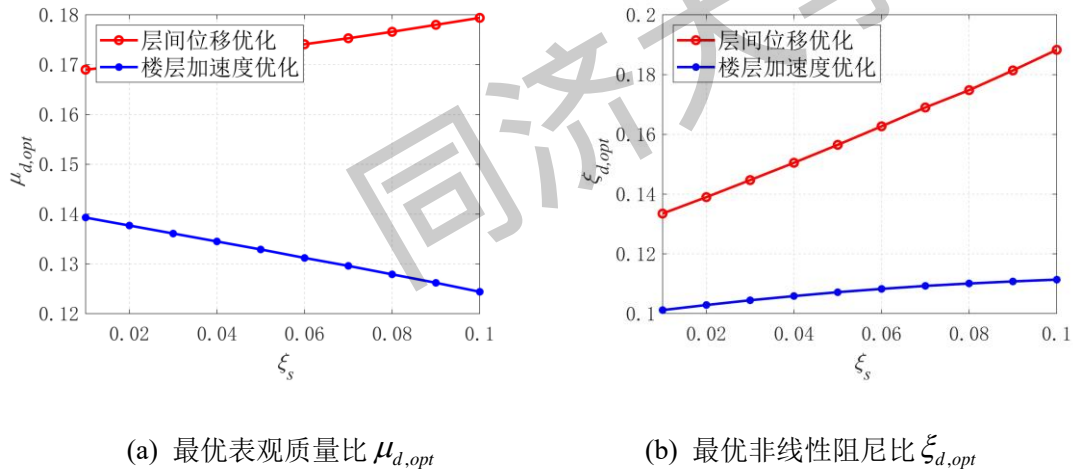 0.18
0.17
0.16
0.15
0.14
0.13
0.12
μd,opt
层间位移优化
楼层加速度优化
0.02 0.04 0.06 0.08 0.1
ξs
0.2
0.18
0.16
0.14
0.12
0.1
ξd,opt
层间位移优化
楼层加速度优化
0.02 0.04 0.06 0.08 0.1
ξs
同济大
(a) 最优表观质量比 μd,opt
(b) 最优非线性阻尼比 ξd,opt